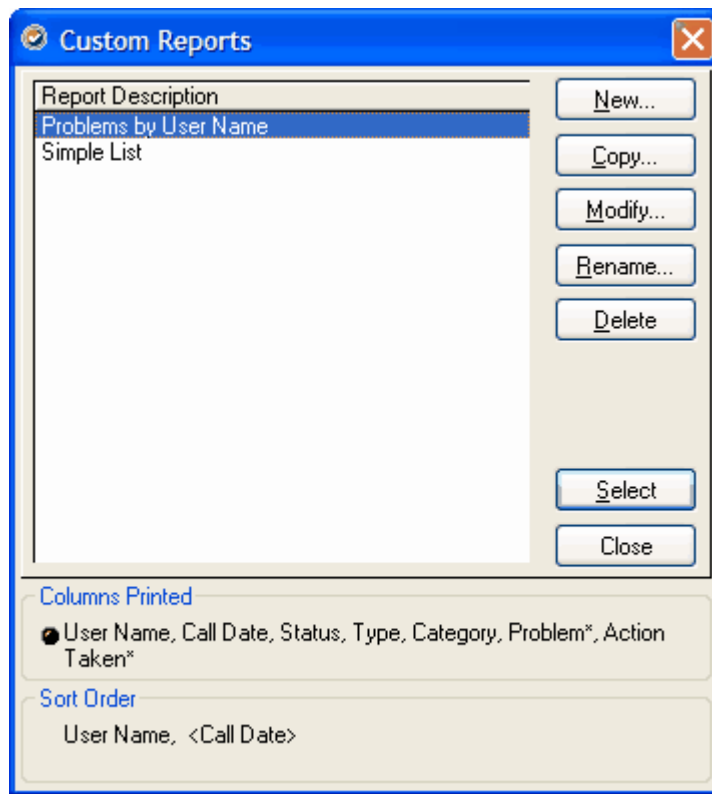 Custom Reports
Report Description
Problems by User Name
Simple List
New...
Copy...
Modify...
Rename...
Delete
Select
Close
Columns Printed
User Name, Call Date, Status, Type, Category, Problem*, Action
Taken*
Sort Order
User Name, <Call Date>